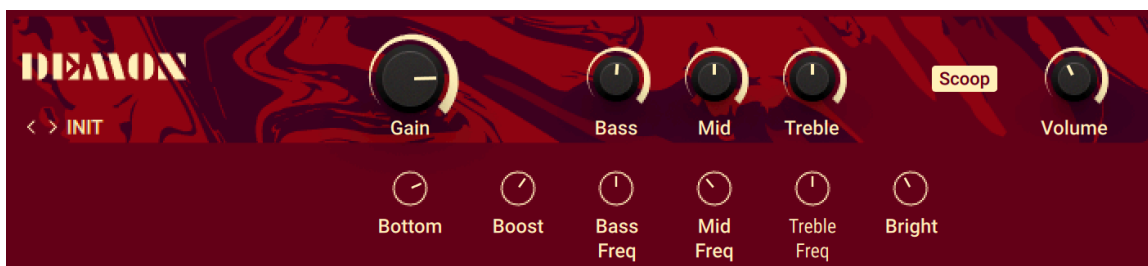 DEMON
< > INIT
Gain
Bass
Mid
Treble
Scoop
Volume
Bottom
Boost
Bass
Freq
Mid
Freq
Treble
Freq
Bright